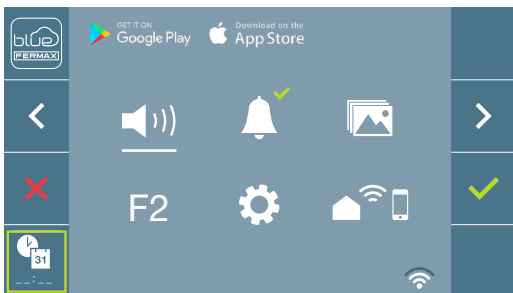 blue
FERMAX
GET IT ON
Google Play
Download on the
App Store
F2
31
--:--